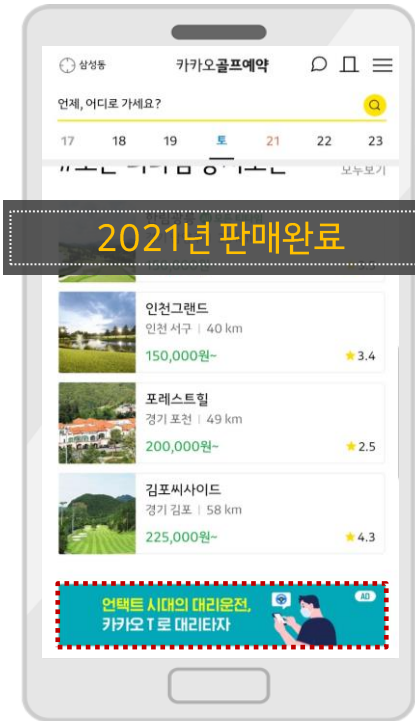 삼성동
카카오골프예약
언제, 어디로 가세요?
17 18 19 토 21 22 23
모두보기
2021년 판매완료
인천그랜드
인천 서구 | 40 km
150,000원~
3.4
포레스트힐
경기 포천 | 49 km
200,000원~
2.5
김포씨사이드
경기 김포 | 58 km
225,000원~
4.3
언택트 시대의 대리운전,
카카오 T 로 대리타자
AD